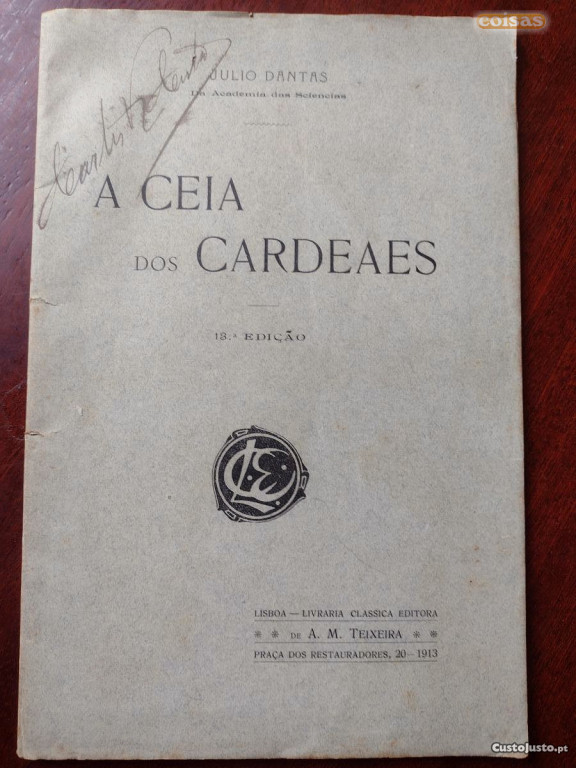 coisas
JULIO DANTAS
Da Academia das Sciencias
A CEIA
DOS CARDEAES
13.ª EDIÇÃO
LISBOA — LIVRARIA CLASSICA EDITORA
* * DE A. M. TEIXEIRA * *
PRAÇA DOS RESTAURADORES, 20 — 1913
CustoJusto.pt